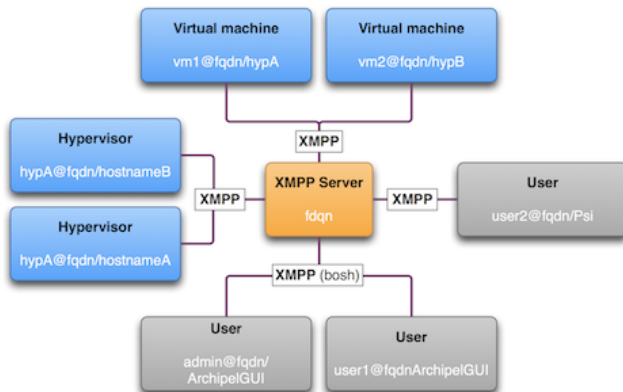 Virtual machine
vm1@fqdn/hypA
Virtual machine
vm2@fqdn/hypB
XMPP
Hypervisor
hypA@fqdn/hostnameB
Hypervisor
hypA@fqdn/hostnameA
XMPP
XMPP Server
fdqn
XMPP
User
user2@fqdn/Psi
XMPP (bosh)
User
admin@fqdn/
ArchipelGUI
User
user1@fqdnArchipelGUI